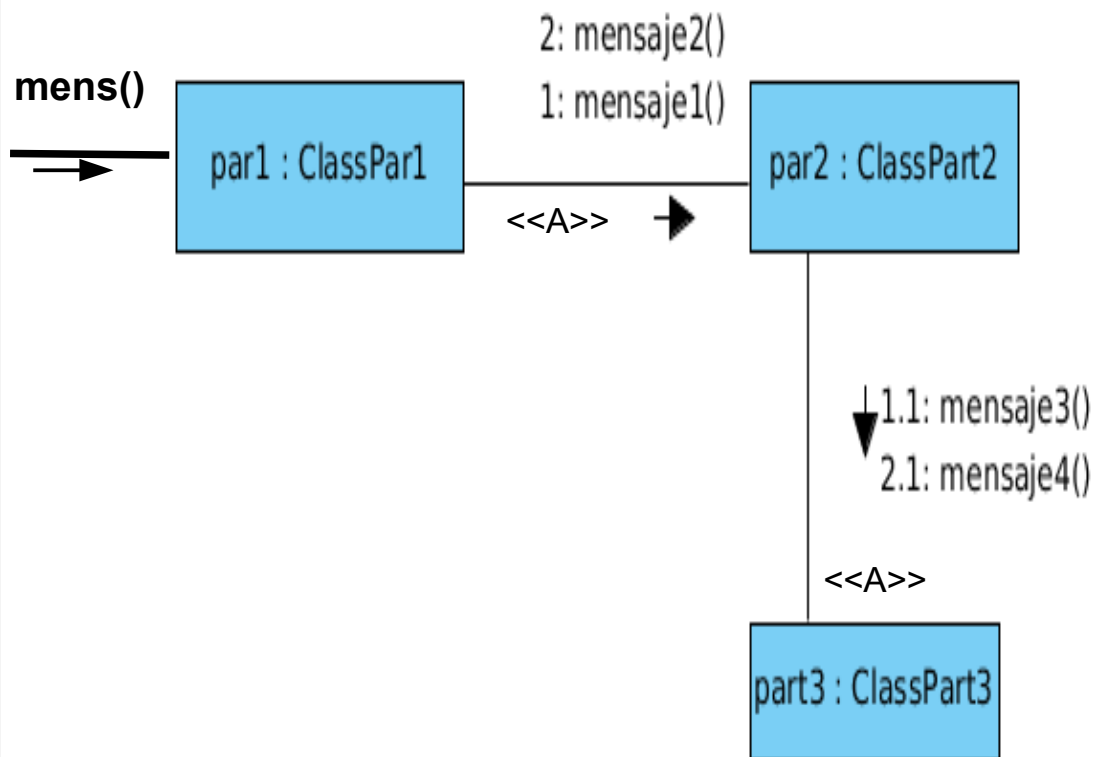 2: mensaje2()
mens()
1: mensaje1()
par1 : ClassPar1
par2 : ClassPart2
<<A>>
1.1: mensaje3()
2.1: mensaje4()
<<A>>
part3 : ClassPart3